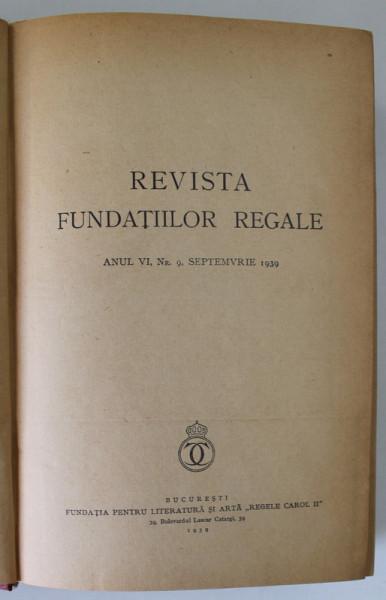 REVISTA
FUNDAȚIILOR REGALE
ANUL VI, Nr. 9, SEPTEMVRIE 1939
BUCUREȘTI
FUNDAȚIA PENTRU LITERATURĂ ȘI ARTĂ „REGELE CAROL II”
39, Bulevardul Lascar Catargi, 39
1939